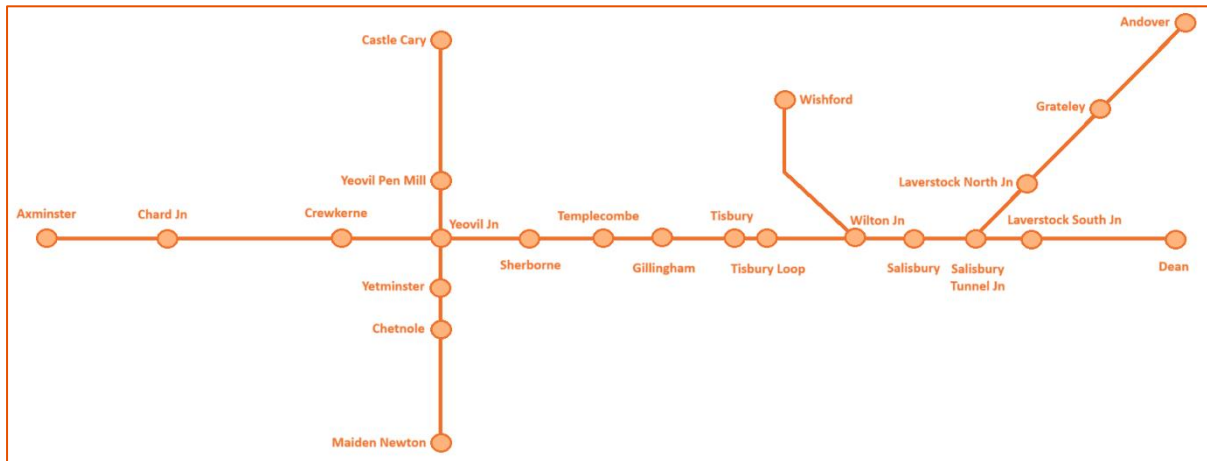 Andover
Castle Cary
Wishford
Grateley
Yeovil Pen Mill
Laverstock North Jn
Axminster
Chard Jn
Crewkerne
Yeovil Jn
Templecombe
Tisbury
Wilton Jn
Laverstock South Jn
Sherborne
Gillingham
Tisbury Loop
Salisbury
Salisbury
Tunnel Jn
Dean
Yetminster
Chetnole
Maiden Newton